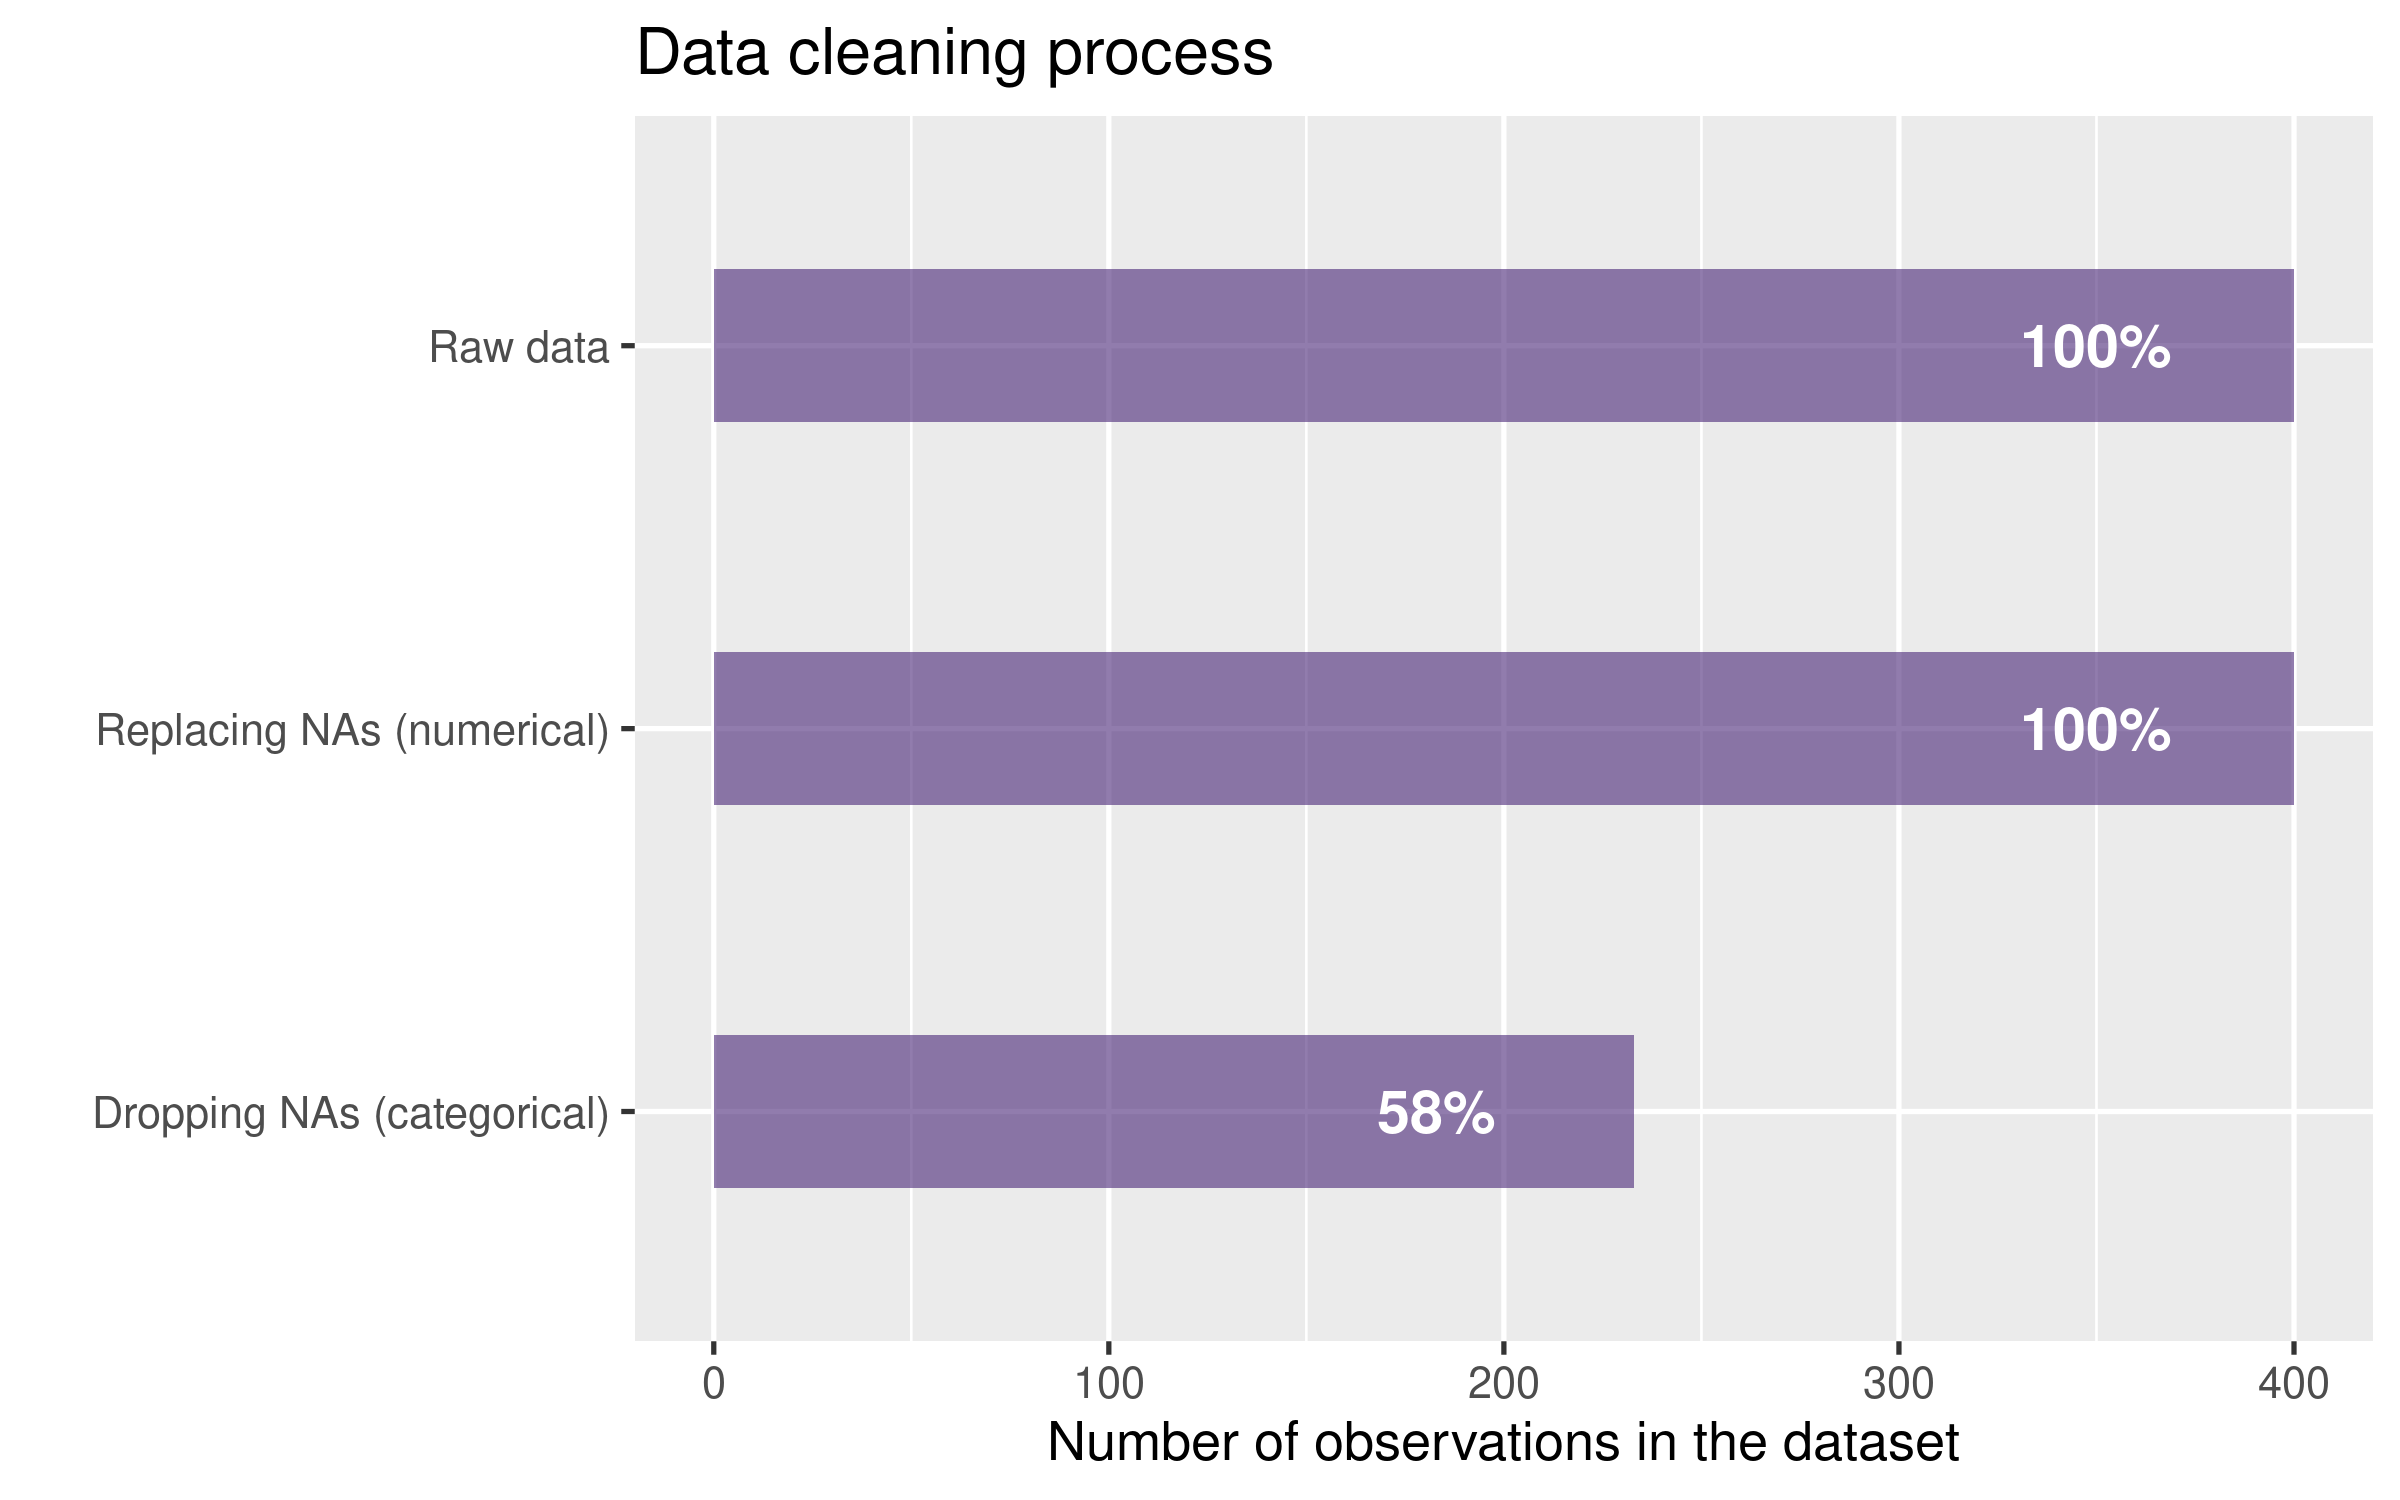 Data cleaning process
Raw data
100%
Replacing NAs (numerical)
100%
Dropping NAs (categorical)
58%
0 100 200 300 400
Number of observations in the dataset